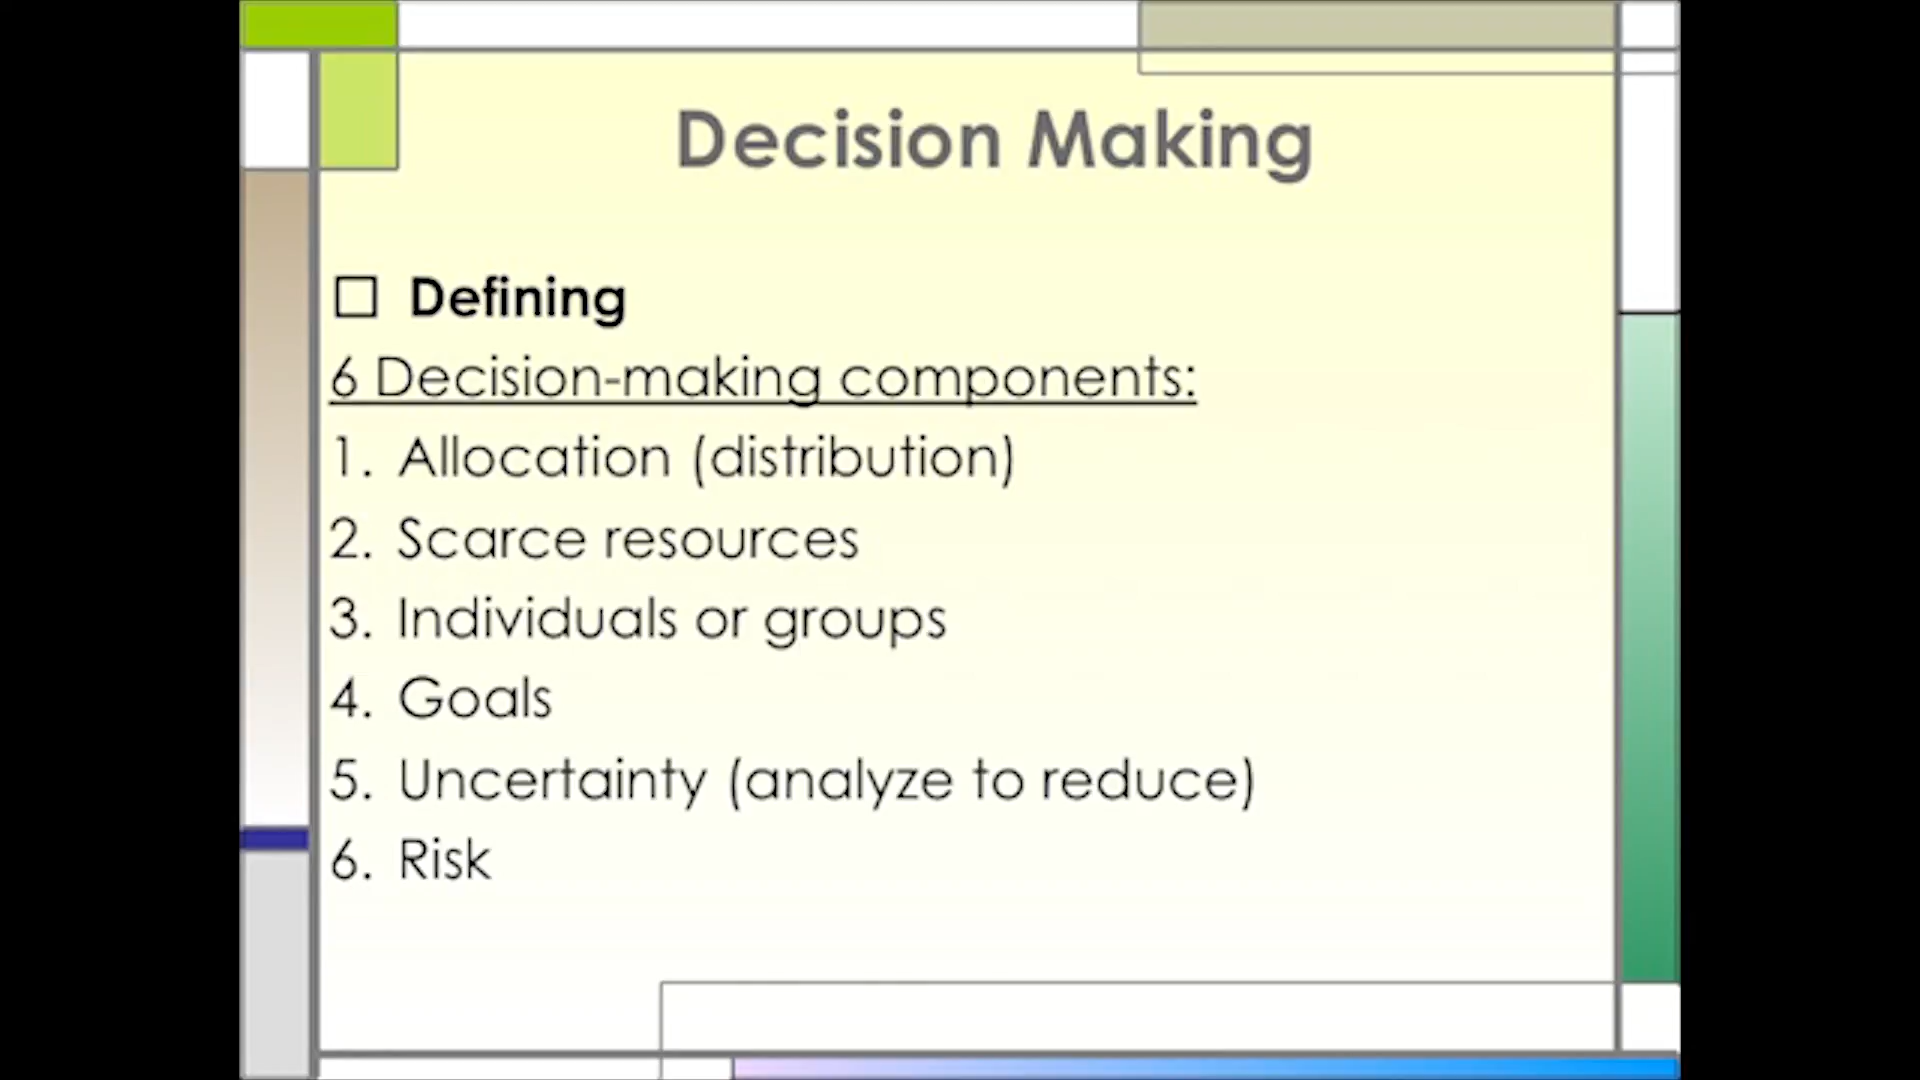 Decision Making
☐ Defining
6 Decision-making components:
1. Allocation (distribution)
2. Scarce resources
3. Individuals or groups
4. Goals
5. Uncertainty (analyze to reduce)
6. Risk